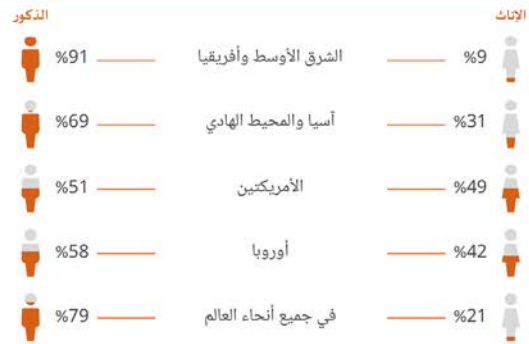 الإناث الذكور
%9 الشرق الأوسط وأفريقيا %91
%31 آسيا والمحيط الهادي %69
%49 الأمريكتين %51
%42 أوروبا %58
%21 في جميع أنحاء العالم %79